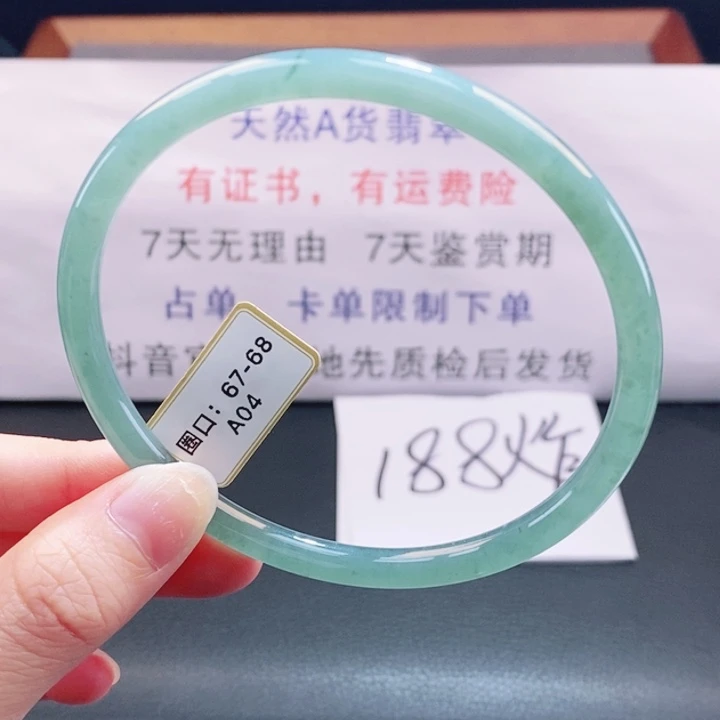 天然A货翡翠
有证书，有运费险
7天无理由 7天鉴赏期
占单 卡单限制下单
抖音 地先质检后发货
圈口：67-68
A04
188炸